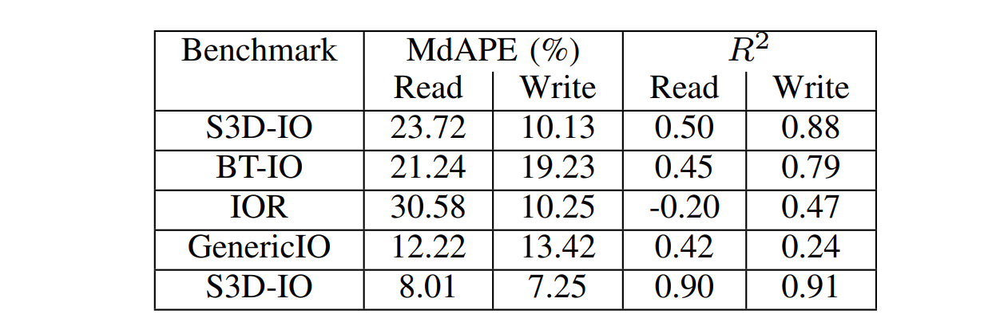 Benchmark MdAPE (%) R²
Read Write Read Write
S3D-IO 23.72 10.13 0.50 0.88
BT-IO 21.24 19.23 0.45 0.79
IOR 30.58 10.25 -0.20 0.47
GenericIO 12.22 13.42 0.42 0.24
S3D-IO 8.01 7.25 0.90 0.91